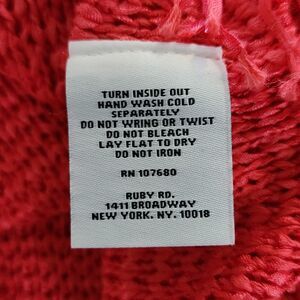 TURN INSIDE OUT
HAND WASH COLD
SEPARATELY
DO NOT WRING OR TWIST
DO NOT BLEACH
LAY FLAT TO DRY
DO NOT IRON
RN 107680
RUBY RD.
1411 BROADWAY
NEW YORK. NY. 10018